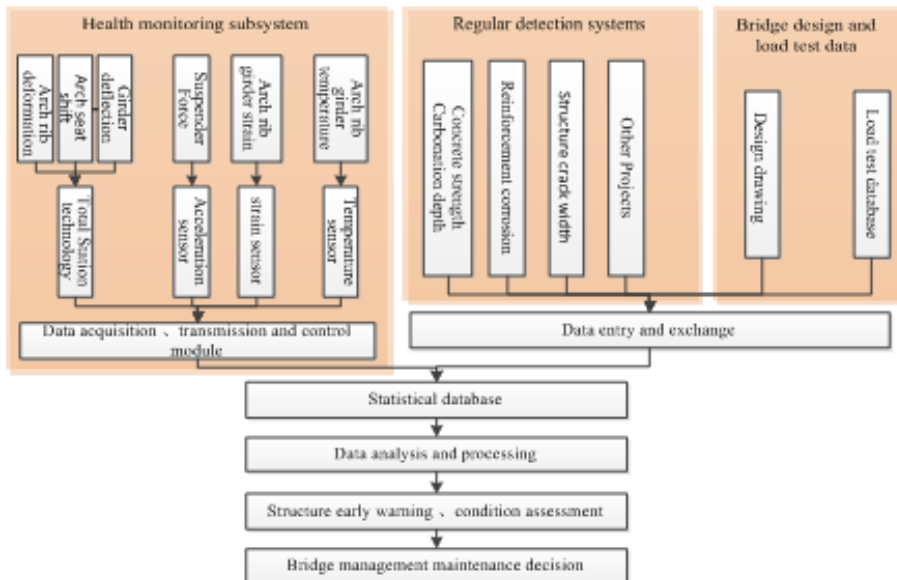 Health monitoring subsystem
Regular detection systems
Bridge design and
load test data
Arch rib
deformation
Arch seat
shift
Girder
deflection
Suspender
Force
Arch rib
girder strain
Arch rib
girder
temperature
Total Station
technology
Acceleration
sensor
strain sensor
Temperature
sensor
Concrete strength
Carbonation depth
Reinforcement corrosion
Structure crack width
Other Projects
Design drawing
Load test database
Data acquisition 、transmission and control
module
Data entry and exchange
Statistical database
Data analysis and processing
Structure early warning 、condition assessment
Bridge management maintenance decision